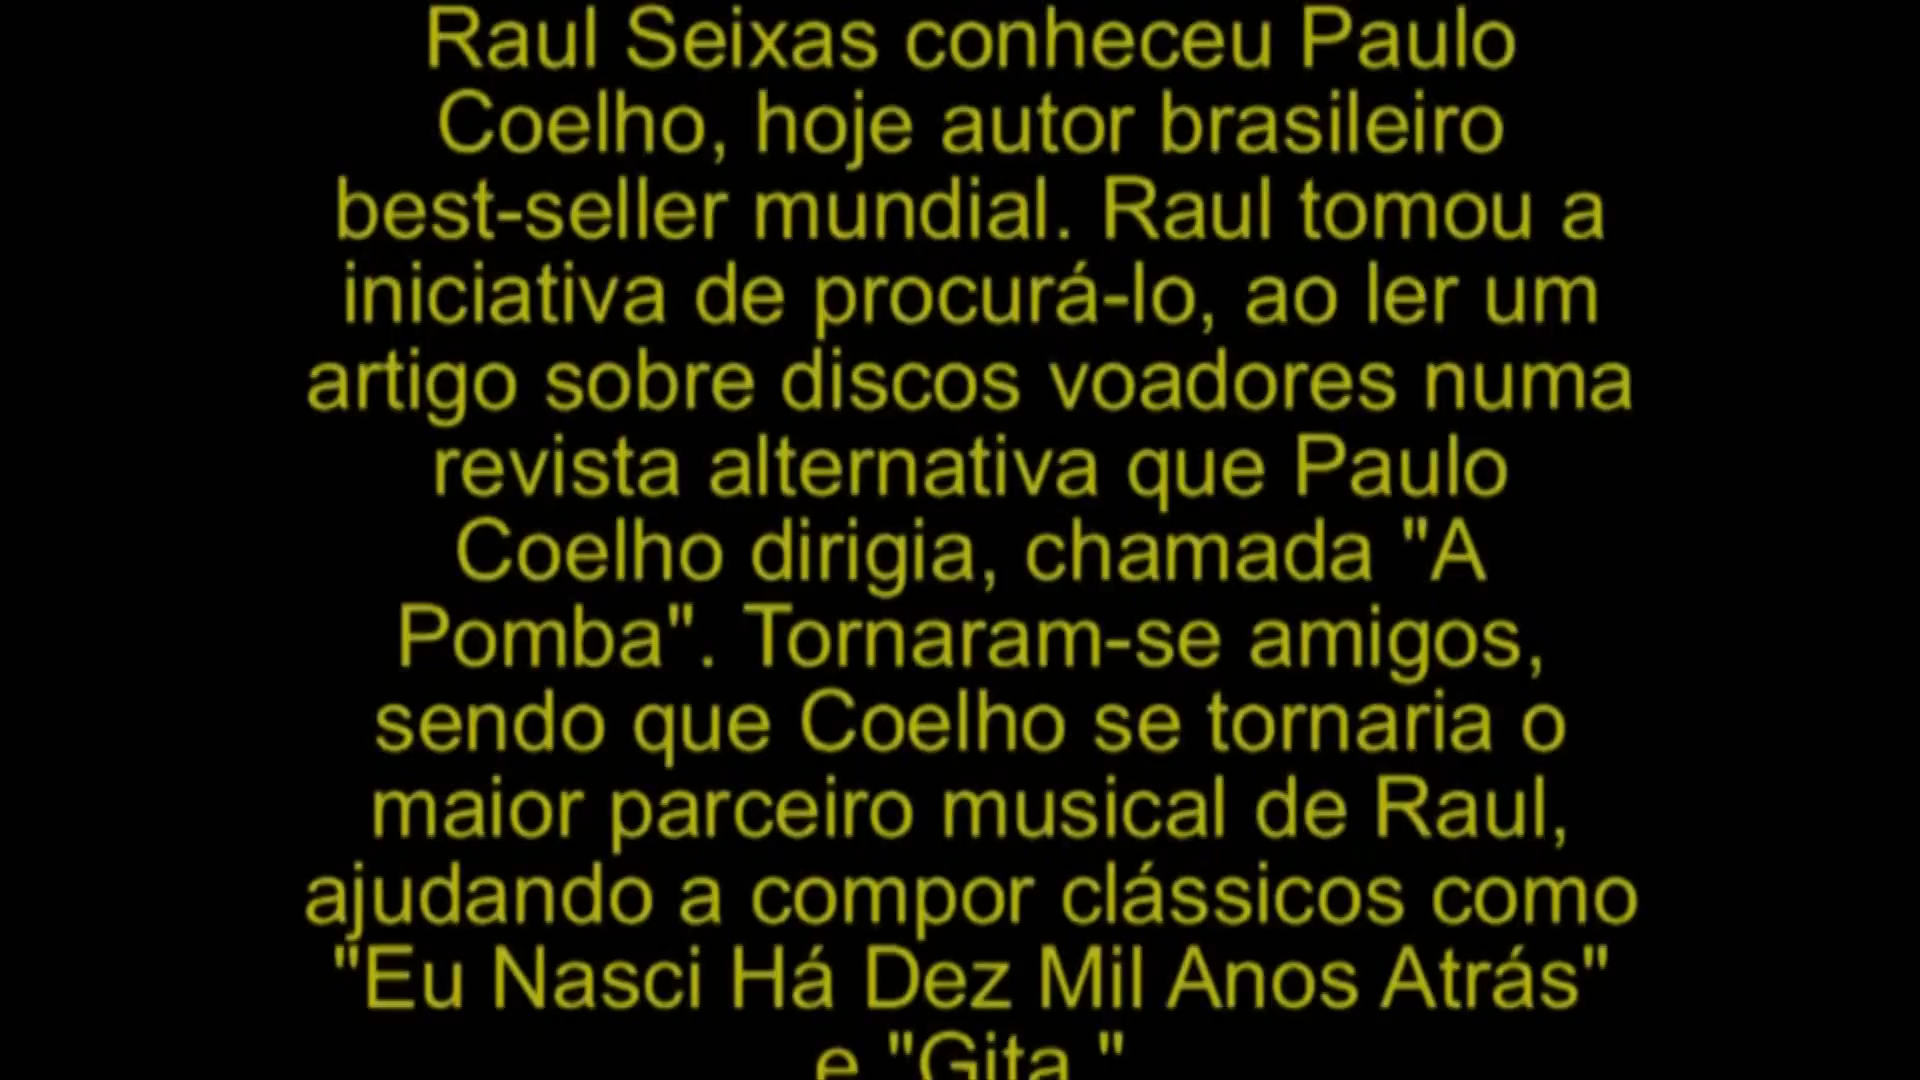 Raul Seixas conheceu Paulo
Coelho, hoje autor brasileiro
best-seller mundial. Raul tomou a
iniciativa de procurá-lo, ao ler um
artigo sobre discos voadores numa
revista alternativa que Paulo
Coelho dirigia, chamada "A
Pomba". Tornaram-se amigos,
sendo que Coelho se tornaria o
maior parceiro musical de Raul,
ajudando a compor clássicos como
"Eu Nasci Há Dez Mil Anos Atrás"
e "Gita."